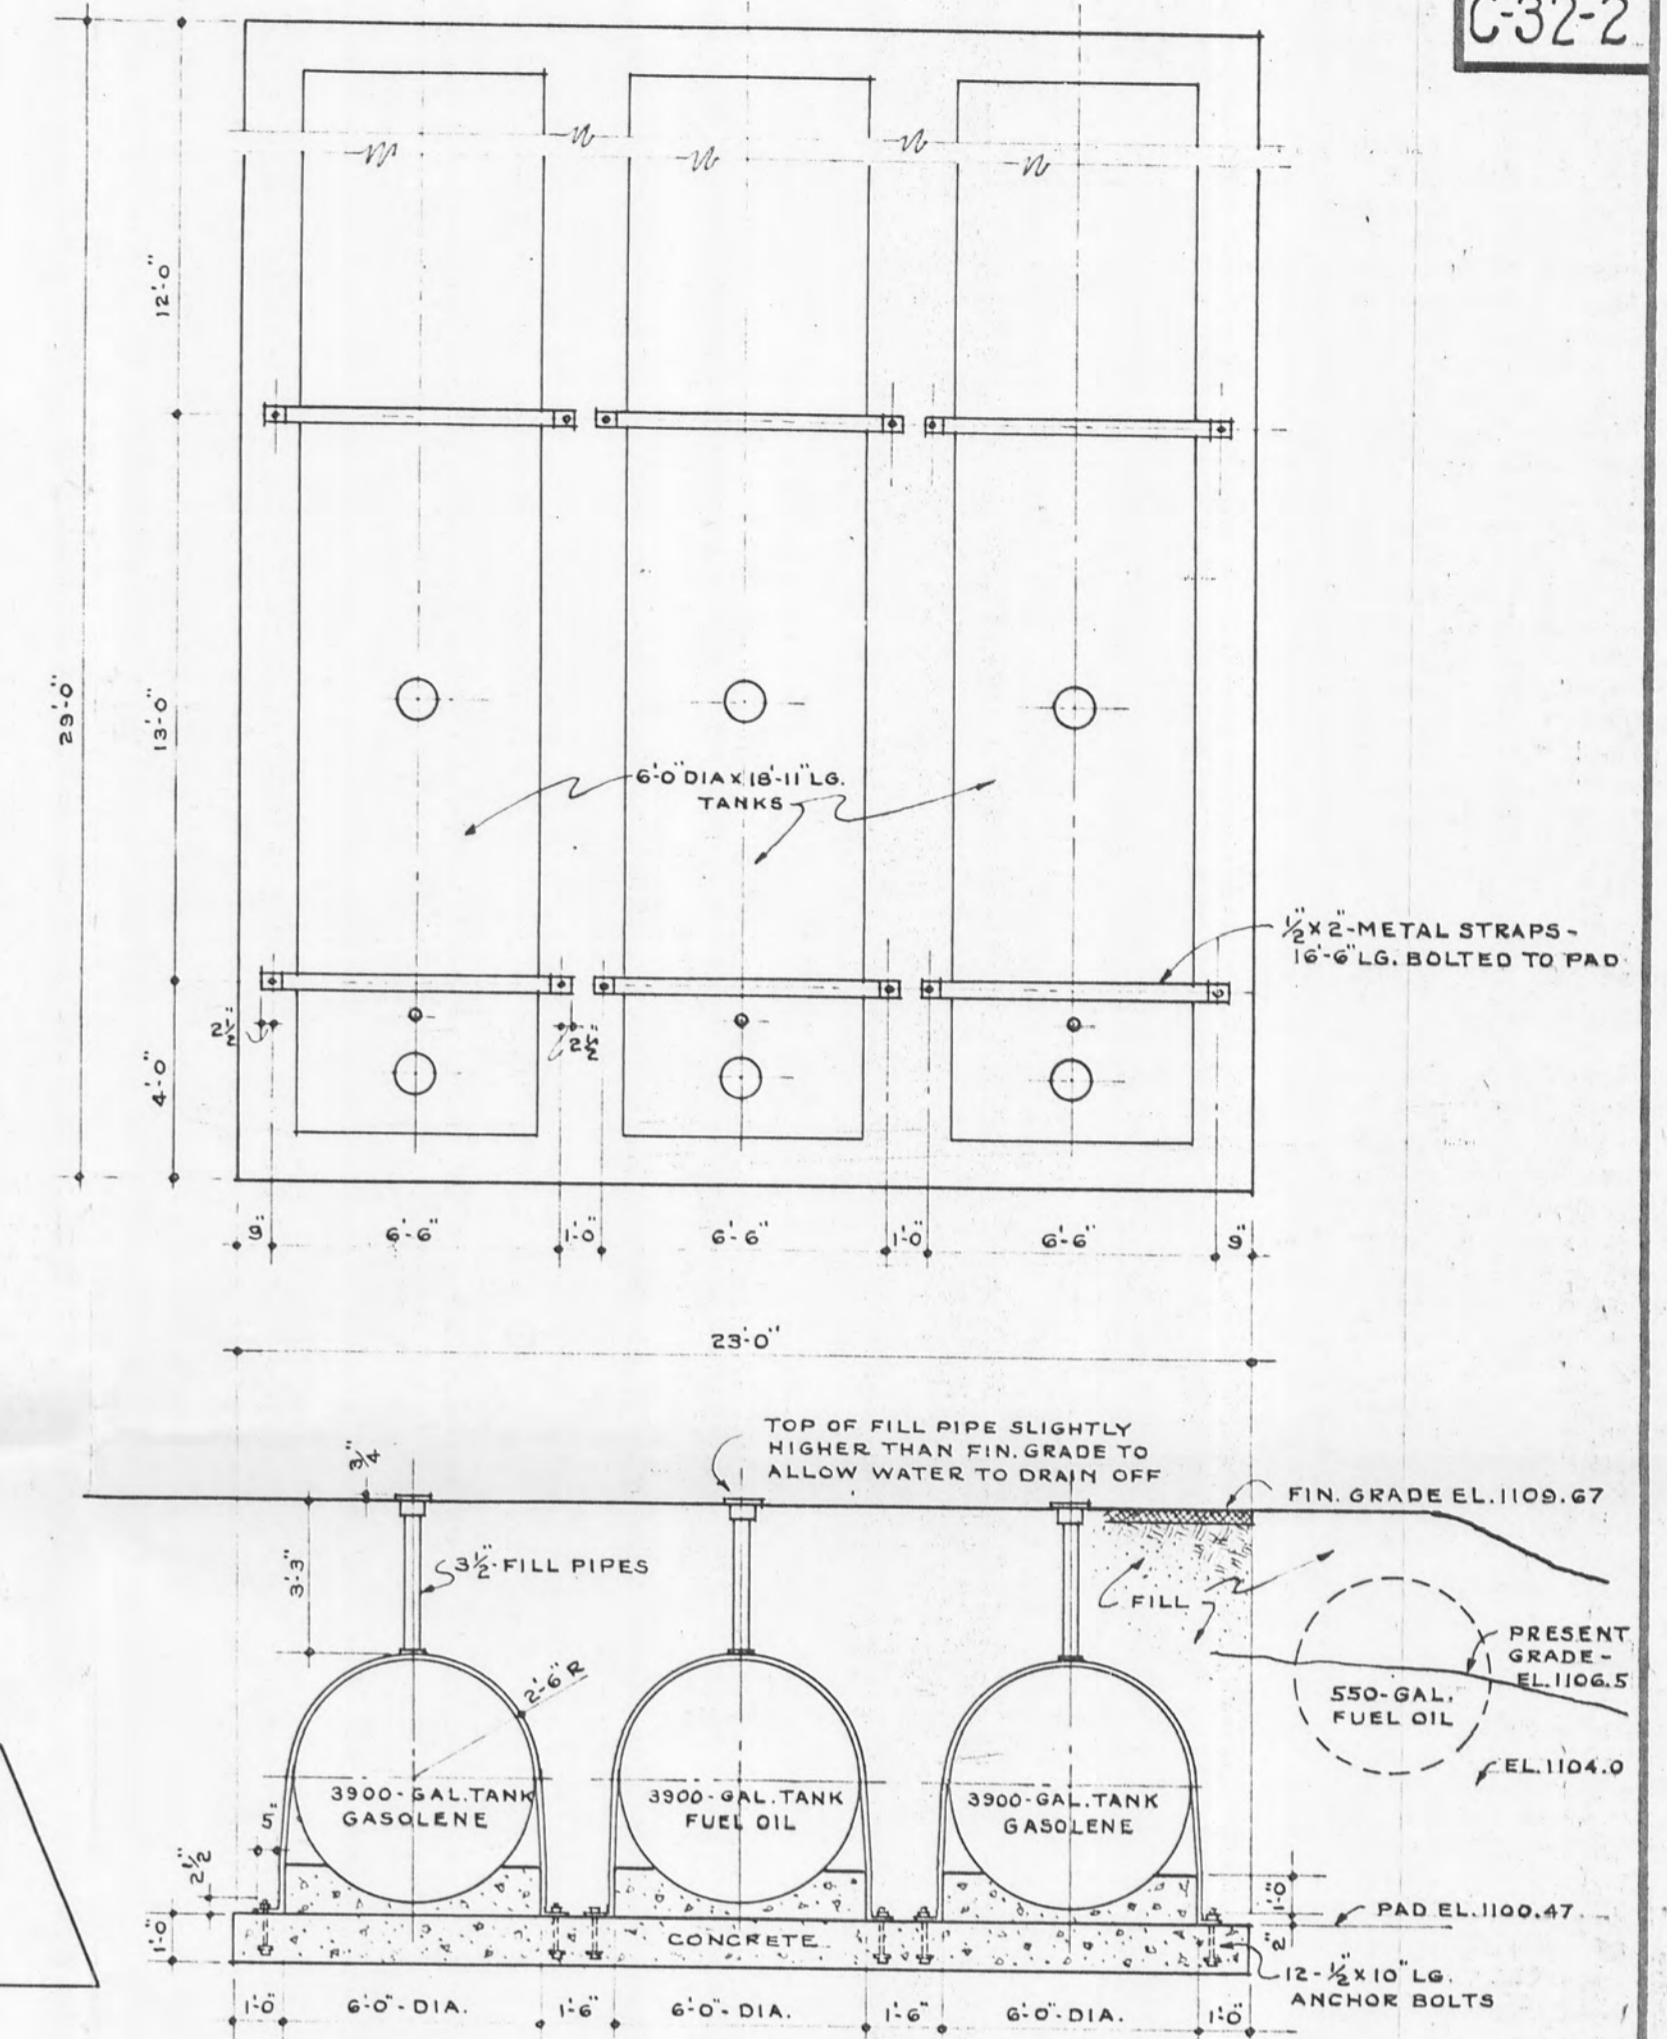 C-32-2
12'-0"
29'-0"
13'-0"
6'-0" DIA X 18'-11" LG.
TANKS
1/2" X 2"-METAL STRAPS-
16'-6" LG. BOLTED TO PAD
2 1/2"
2 1/2"
4'-0"
9"
6'-6"
1'-0"
6'-6"
1'-0"
6'-6"
9"
23'-0"
TOP OF FILL PIPE SLIGHTLY
HIGHER THAN FIN. GRADE TO
ALLOW WATER TO DRAIN OFF
3/4"
FIN. GRADE EL. 1109.67
3'-3"
3 1/2"-FILL PIPES
FILL
PRESENT
GRADE-
EL. 1106.5
2'-6" R
550-GAL.
FUEL OIL
EL. 1104.0
3900-GAL. TANK
GASOLENE
3900-GAL. TANK
FUEL OIL
3900-GAL. TANK
GASOLENE
5"
2 1/2"
1'-0"
1'-0"
PAD EL. 1100.47
CONCRETE
2"
12-1/2" X 10" LG.
ANCHOR BOLTS
1'-0"
6'-0"-DIA.
1'-6"
6'-0"-DIA.
1'-6"
6'-0"-DIA.
1'-0"